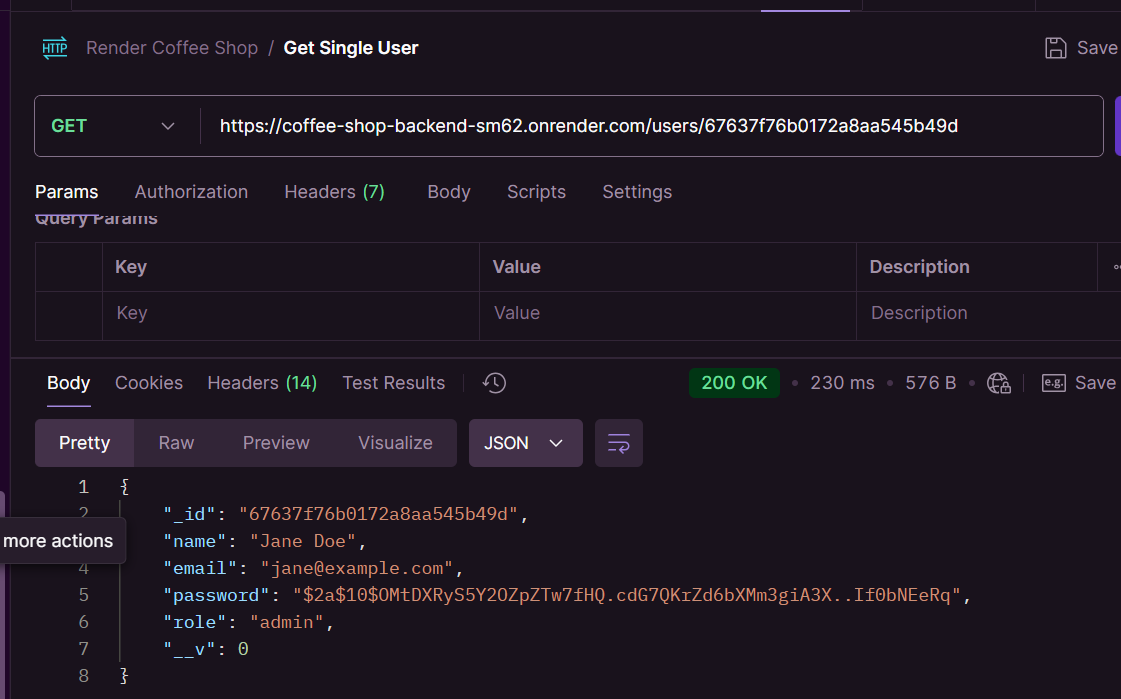 HTTP Render Coffee Shop / Get Single User Save
GET https://coffee-shop-backend-sm62.onrender.com/users/67637f76b0172a8aa545b49d
Params Authorization Headers (7) Body Scripts Settings
Query Params
Key Value Description
Key Value Description
Body Cookies Headers (14) Test Results 200 OK • 230 ms • 576 B • e.g. Save
Pretty Raw Preview Visualize JSON
1 {
2 "_id": "67637f76b0172a8aa545b49d",
"name": "Jane Doe",
more actions
4 "email": "jane@example.com",
5 "password": "$2a$10$OMtDXRyS5Y2OZpZTw7fHQ.cdG7QKrZd6bXMm3giA3X..If0bNEeRq",
6 "role": "admin",
7 "__v": 0
8 }